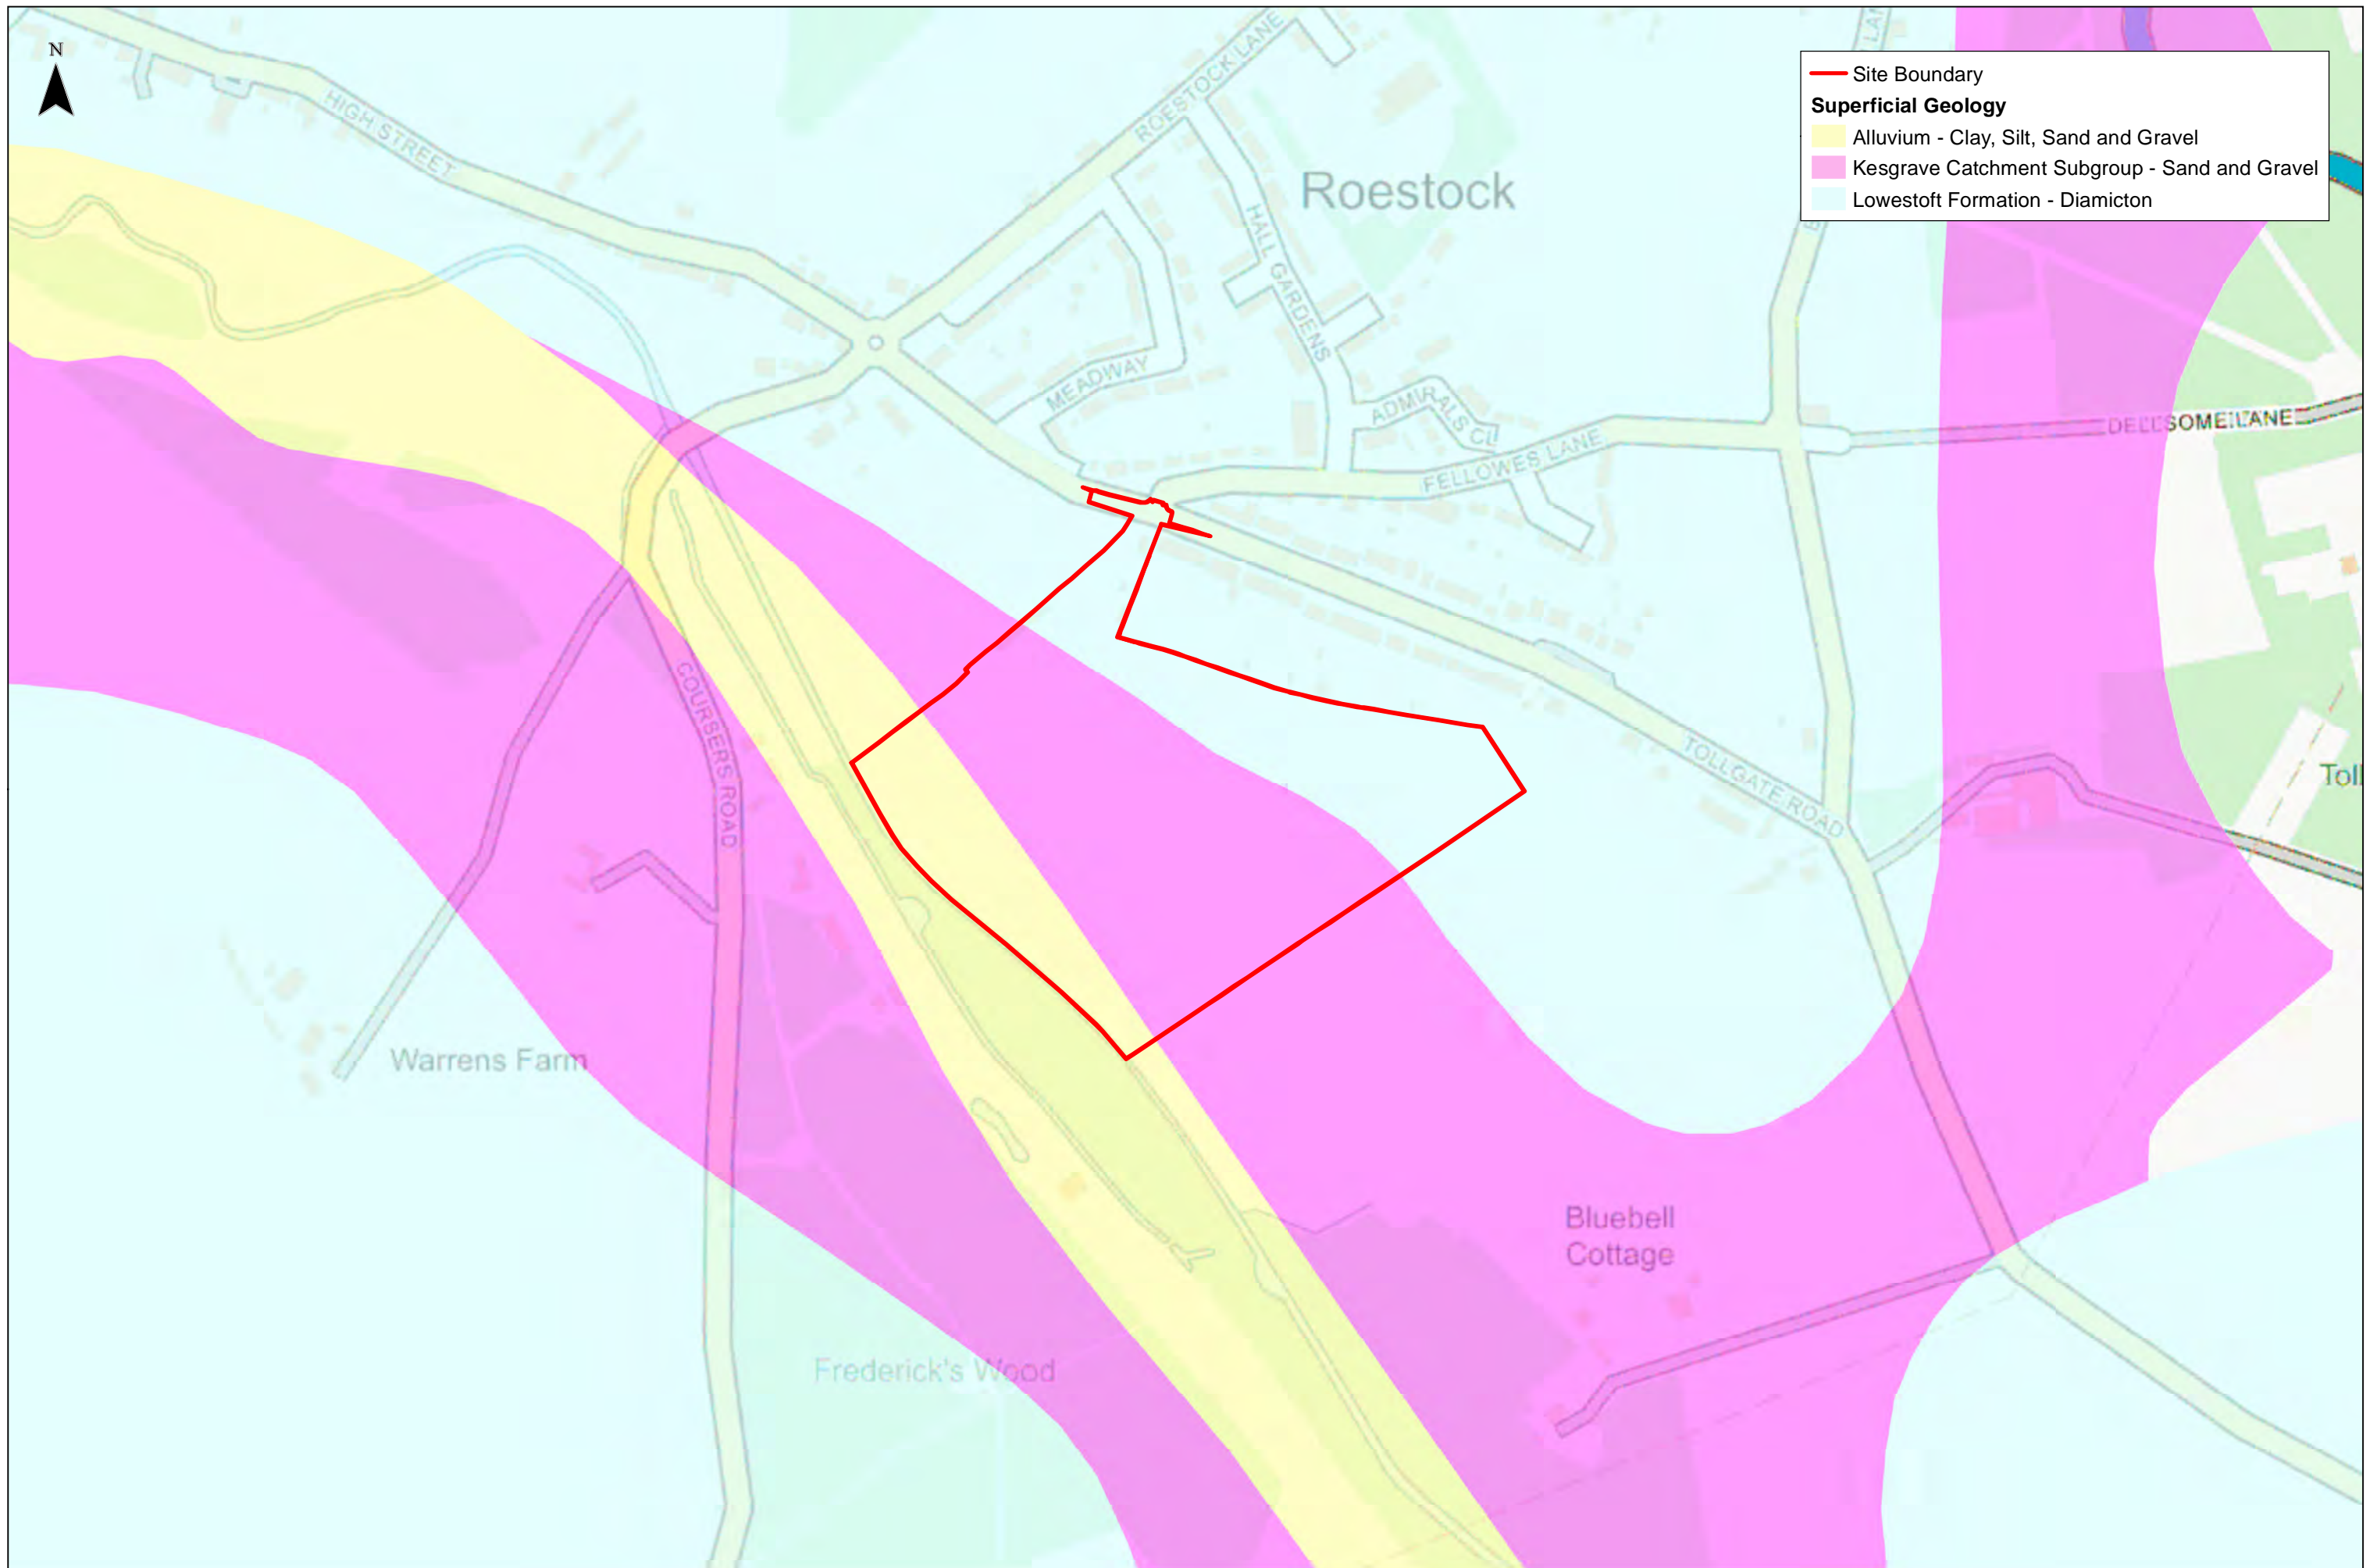 N
Site Boundary
Superficial Geology
Alluvium - Clay, Silt, Sand and Gravel
Kesgrave Catchment Subgroup - Sand and Gravel
Lowestoft Formation - Diamicton
HIGH STREET
ROESTOCK LANE
Roestock
HALL GARDENS
MEADWAY
ADMIRALS CL
FELLOWES LANE
DELLSOME LANE
COURSERS ROAD
TOLLGATE ROAD
Toll
Warrens Farm
Bluebell
Cottage
Frederick's Wood